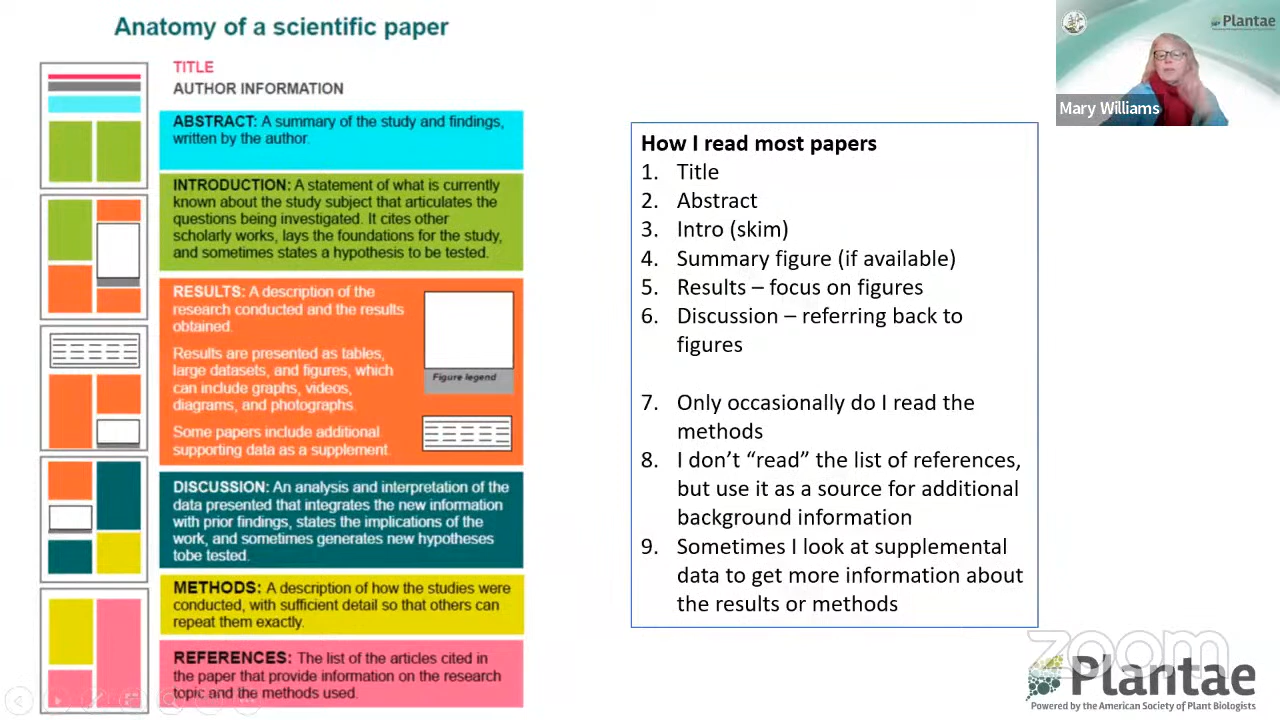 Anatomy of a scientific paper
TITLE
AUTHOR INFORMATION
ABSTRACT: A summary of the study and findings,
written by the author.
INTRODUCTION: A statement of what is currently
known about the study subject that articulates the
questions being investigated. It cites other
scholarly works, lays the foundations for the study,
and sometimes states a hypothesis to be tested.
RESULTS: A description of the
research conducted and the results
obtained.
Results are presented as tables,
large datasets, and figures, which
can include graphs, videos,
diagrams, and photographs.
Some papers include additional
supporting data as a supplement.
Figure legend
DISCUSSION: An analysis and interpretation of the
data presented that integrates the new information
with prior findings, states the implications of the
work, and sometimes generates new hypotheses
tobe tested.
METHODS: A description of how the studies were
conducted, with sufficient detail so that others can
repeat them exactly.
REFERENCES: The list of the articles cited in
the paper that provide information on the research
topic and the methods used.
How I read most papers
1. Title
2. Abstract
3. Intro (skim)
4. Summary figure (if available)
5. Results – focus on figures
6. Discussion – referring back to
figures
7. Only occasionally do I read the
methods
8. I don’t “read” the list of references,
but use it as a source for additional
background information
9. Sometimes I look at supplemental
data to get more information about
the results or methods
Plantae
Mary Williams
zoom
Plantae
Powered by the American Society of Plant Biologists